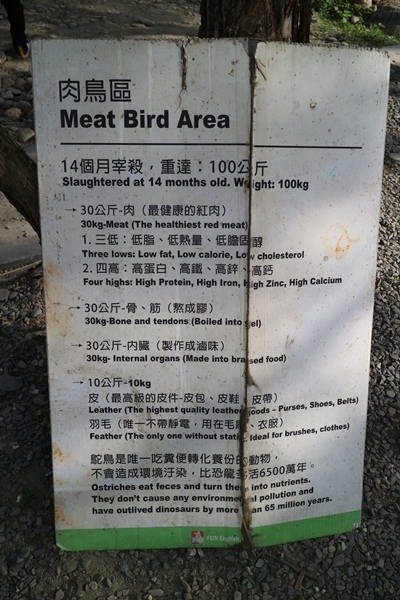 肉鳥區
Meat Bird Area
14個月宰殺，重達：100公斤
Slaughtered at 14 months old. Weight: 100kg
→ 30公斤-肉（最健康的紅肉）
30kg-Meat (The healthiest red meat)
1. 三低：低脂、低熱量、低膽固醇
Three lows: Low fat, Low calorie, Low cholesterol
2. 四高：高蛋白、高鐵、高鋅、高鈣
Four highs: High Protein, High Iron, High Zinc, High Calcium
→ 30公斤-骨、筋（熬成膠）
30kg-Bone and tendons (Boiled into gel)
→ 30公斤-內臟（製作成滷味）
30kg- Internal organs (Made into braised food)
→ 10公斤-10kg
皮（最高級的皮件-皮包、皮鞋、皮帶）
Leather (The highest quality leather goods – Purses, Shoes, Belts)
羽毛（唯一不帶靜電，用在毛刷、衣服）
Feather (The only one without static. Ideal for brushes, clothes)
鴕鳥是唯一吃糞便轉化養份的動物，
不會造成環境汙染，比恐龍多活6500萬年。
Ostriches eat feces and turn them into nutrients.
They don't cause any environmental pollution and
have outlived dinosaurs by more than 65 million years.
FUN English